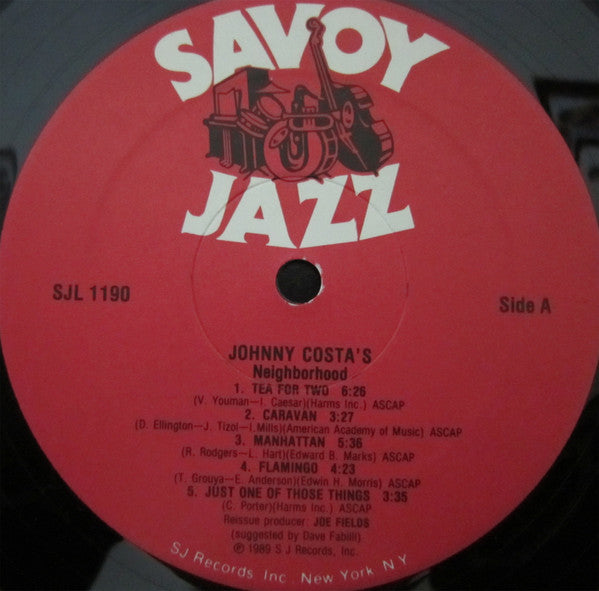 SAVOY
JAZZ
SJL 1190
Side A
JOHNNY COSTA'S
Neighborhood
1. TEA FOR TWO 6:26
(V. Youman—I. Caesar)(Harms Inc.) ASCAP
2. CARAVAN 3:27
(D. Ellington—J. Tizol—I. Mills)(American Academy of Music) ASCAP
3. MANHATTAN 5:36
(R. Rodgers—L. Hart)(Edward B. Marks) ASCAP
4. FLAMINGO 4:23
(T. Grouya—E. Anderson)(Edwin H. Morris) ASCAP
5. JUST ONE OF THOSE THINGS 3:35
(C. Porter)(Harms Inc.) ASCAP
Reissue producer: JOE FIELDS
(suggested by Dave Fabilli)
℗ 1989 S J Records, Inc.
SJ Records Inc. New York, N Y